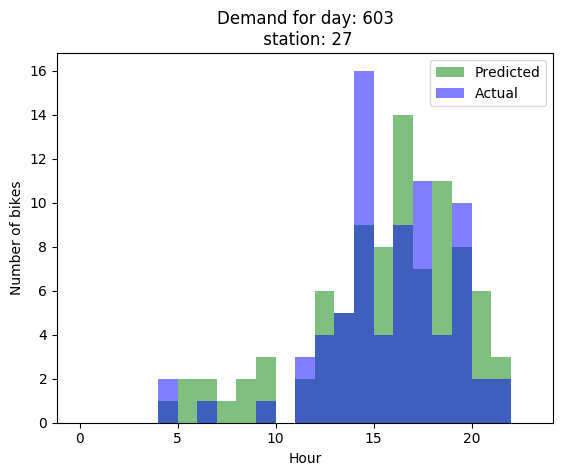 Demand for day: 603
station: 27
Predicted
Actual
Number of bikes
16
14
12
10
8
6
4
2
0
0 5 10 15 20
Hour